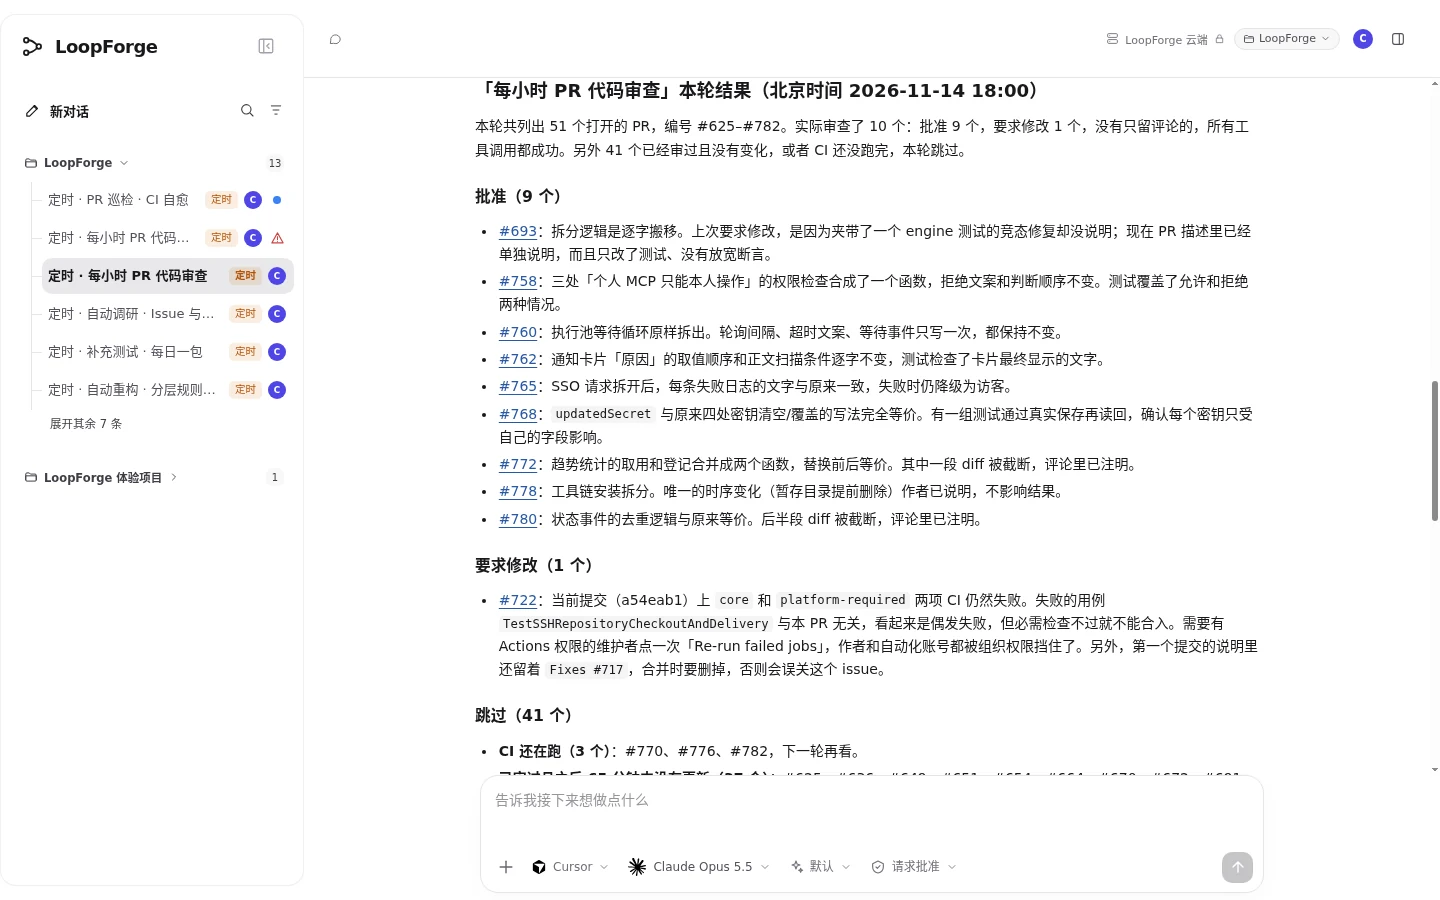 LoopForge
新对话
LoopForge
13
定时 · PR 巡检 · CI 自愈 定时 C
定时 · 每小时 PR 代码... 定时 C
定时 · 每小时 PR 代码审查 定时 C
定时 · 自动调研 · Issue 与... 定时 C
定时 · 补充测试 · 每日一包 定时 C
定时 · 自动重构 · 分层规则... 定时 C
展开其余 7 条
LoopForge 体验项目
1
LoopForge 云端
LoopForge
C
「每小时 PR 代码审查」本轮结果（北京时间 2026-11-14 18:00）
本轮共列出 51 个打开的 PR，编号 #625–#782。实际审查了 10 个：批准 9 个，要求修改 1 个，没有只留评论的，所有工
具调用都成功。另外 41 个已经审过且没有变化，或者 CI 还没跑完，本轮跳过。
批准（9 个）
• #693：拆分逻辑是逐字搬移。上次要求修改，是因为夹带了一个 engine 测试的竞态修复却没说明；现在 PR 描述里已经
单独说明，而且只改了测试、没有放宽断言。
• #758：三处「个人 MCP 只能本人操作」的权限检查合成了一个函数，拒绝文案和判断顺序不变。测试覆盖了允许和拒绝
两种情况。
• #760：执行池等待循环原样拆出。轮询间隔、超时文案、等待事件只写一次，都保持不变。
• #762：通知卡片「原因」的取值顺序和正文扫描条件逐字不变，测试检查了卡片最终显示的文字。
• #765：SSO 请求拆开后，每条失败日志的文字与原来一致，失败时仍降级为访客。
• #768：updatedSecret 与原来四处密钥清空/覆盖的写法完全等价。有一组测试通过真实保存再读回，确认每个密钥只受
自己的字段影响。
• #772：趋势统计的取用和登记合并成两个函数，替换前后等价。其中一段 diff 被截断，评论里已注明。
• #778：工具链安装拆分。唯一的时序变化（暂存目录提前删除）作者已说明，不影响结果。
• #780：状态事件的去重逻辑与原来等价。后半段 diff 被截断，评论里已注明。
要求修改（1 个）
• #722：当前提交（a54eab1）上 core 和 platform-required 两项 CI 仍然失败。失败的用例
TestSSHRepositoryCheckoutAndDelivery 与本 PR 无关，看起来是偶发失败，但必需检查不过就不能合入。需要有
Actions 权限的维护者点一次「Re-run failed jobs」，作者和自动化账号都被组织权限挡住了。另外，第一个提交的说明里
还留着 Fixes #717，合并时要删掉，否则会误关这个 issue。
跳过（41 个）
• CI 还在跑（3 个）：#770、#776、#782，下一轮再看。
告诉我接下来想做点什么
Cursor
Claude Opus 5.5
默认
请求批准